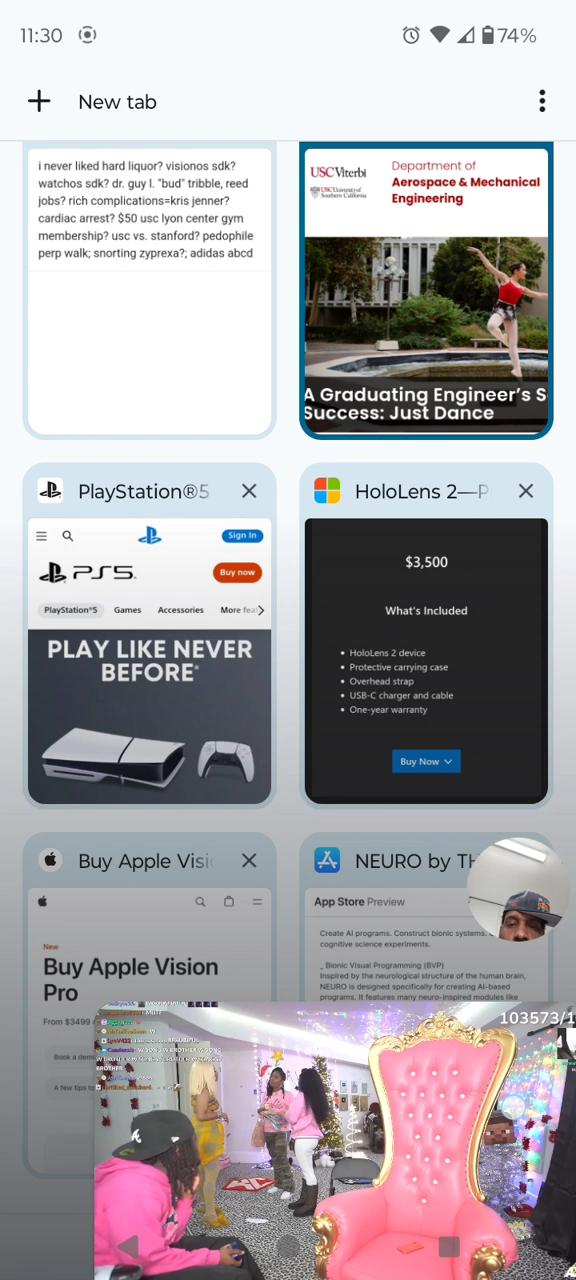 11:30
74%
New tab
i never liked hard liquor? visionos sdk?
watchos sdk? dr. guy l. "bud" tribble, reed
jobs? rich complications=kris jenner?
cardiac arrest? $50 usc lyon center gym
membership? usc vs. stanford? pedophile
perp walk; snorting zyprexa?; adidas abcd
USC Viterbi
USC University of
Southern California
Department of
Aerospace & Mechanical
Engineering
A Graduating Engineer's S
Success: Just Dance
PlayStation®5
Sign In
PS5
Buy now
PlayStation®5 Games Accessories More fea
PLAY LIKE NEVER
BEFORE*
HoloLens 2—P
$3,500
What's Included
• HoloLens 2 device
• Protective carrying case
• Overhead strap
• USB-C charger and cable
• One-year warranty
Buy Now
Buy Apple Visi
New
Buy Apple Vision
Pro
From $3499
Book a dem
A few tips to
NEURO by TH
App Store Preview
Create AI programs. Construct bionic systems.
cognitive science experiments.
_ Bionic Visual Programming (BVP)
Inspired by the neurological structure of the human brain,
NEURO is designed specifically for creating AI-based
programs. It features many neuro-inspired modules like
103573/1